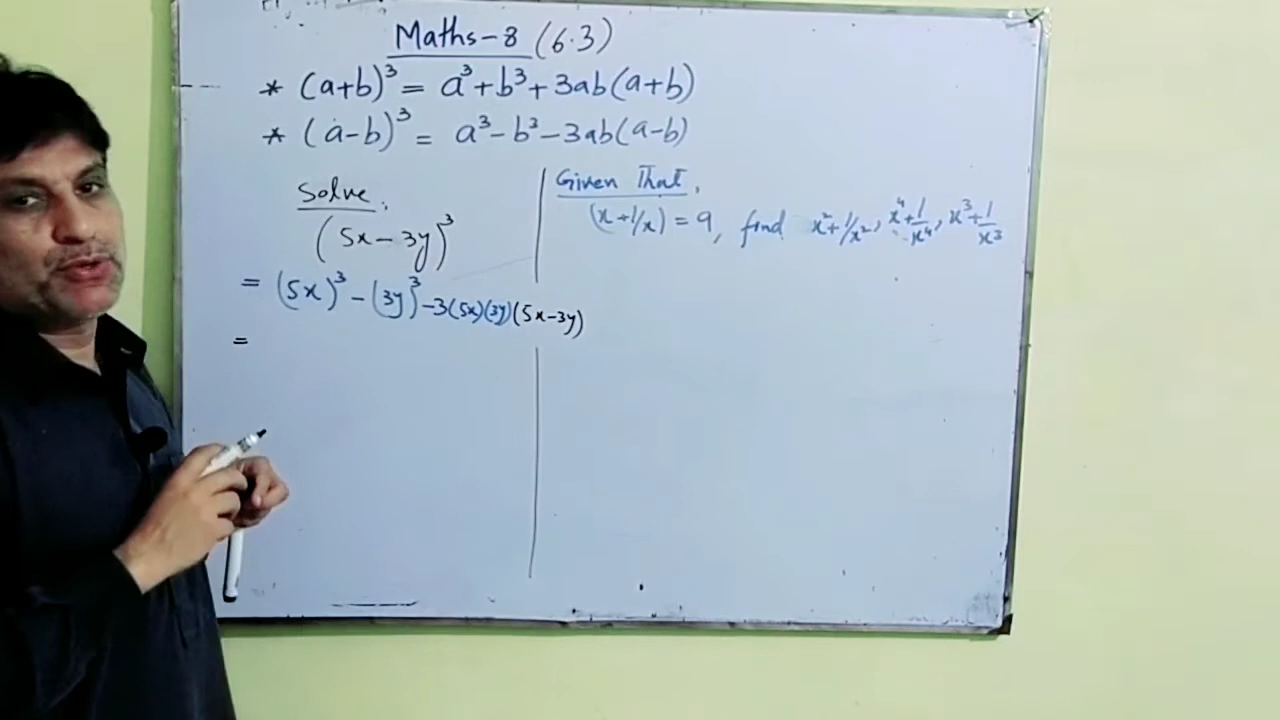 Maths-8 (6.3)
* (a+b)³ = a³+b³+3ab(a+b)
* (a-b)³ = a³-b³-3ab(a-b)
Solve.
(5x-3y)³
= (5x)³-(3y)³-3(5x)(3y)(5x-3y)
=
Given That,
(x+1/x)=9, find x²+1/x², x⁴+1/x⁴, x³+1/x³